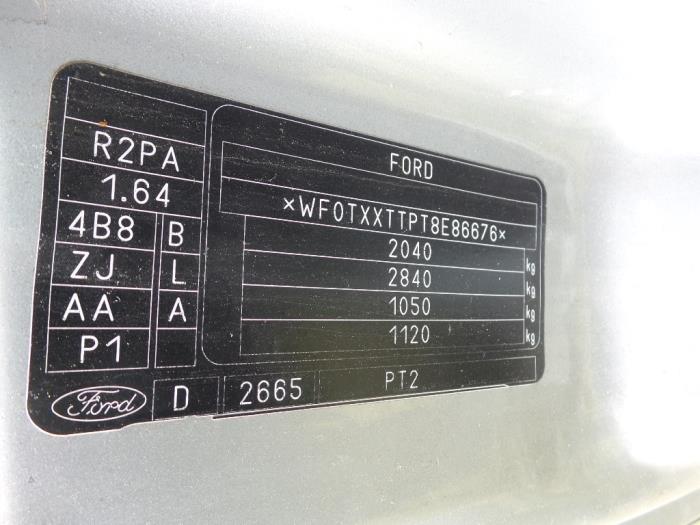 R2PA
1.64
4B8 B
ZJ L
AA A
P1
FORD
×WF0TXXTTPT8E86676×
2040 kg
2840 kg
1050 kg
1120 kg
Ford D 2665 PT2